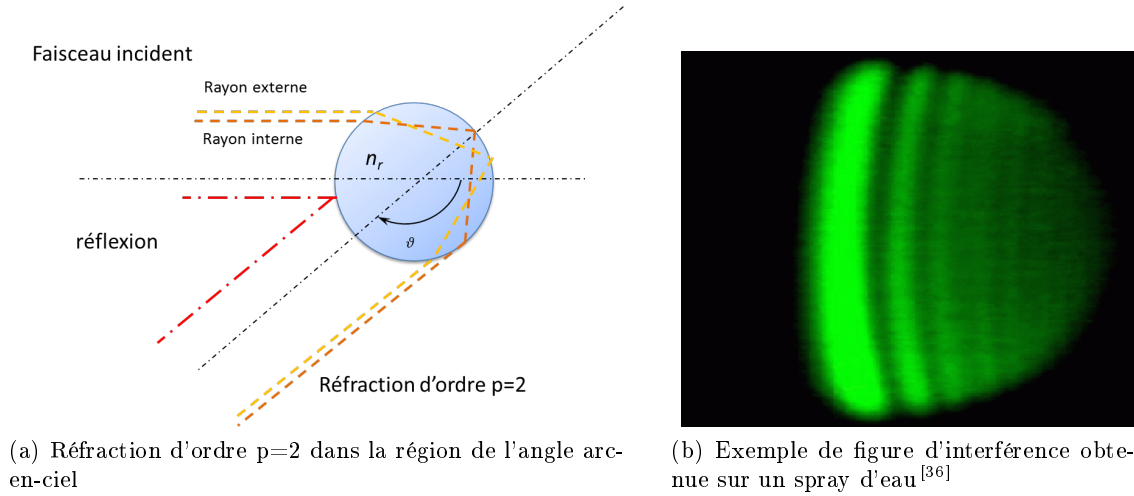 Faisceau incident
Rayon externe
Rayon interne
n_r
réflexion
ϑ
Réfraction d'ordre p=2
(a) Réfraction d'ordre p=2 dans la région de l'angle arc-
en-ciel
(b) Exemple de figure d'interférence obte-
nue sur un spray d'eau[36]